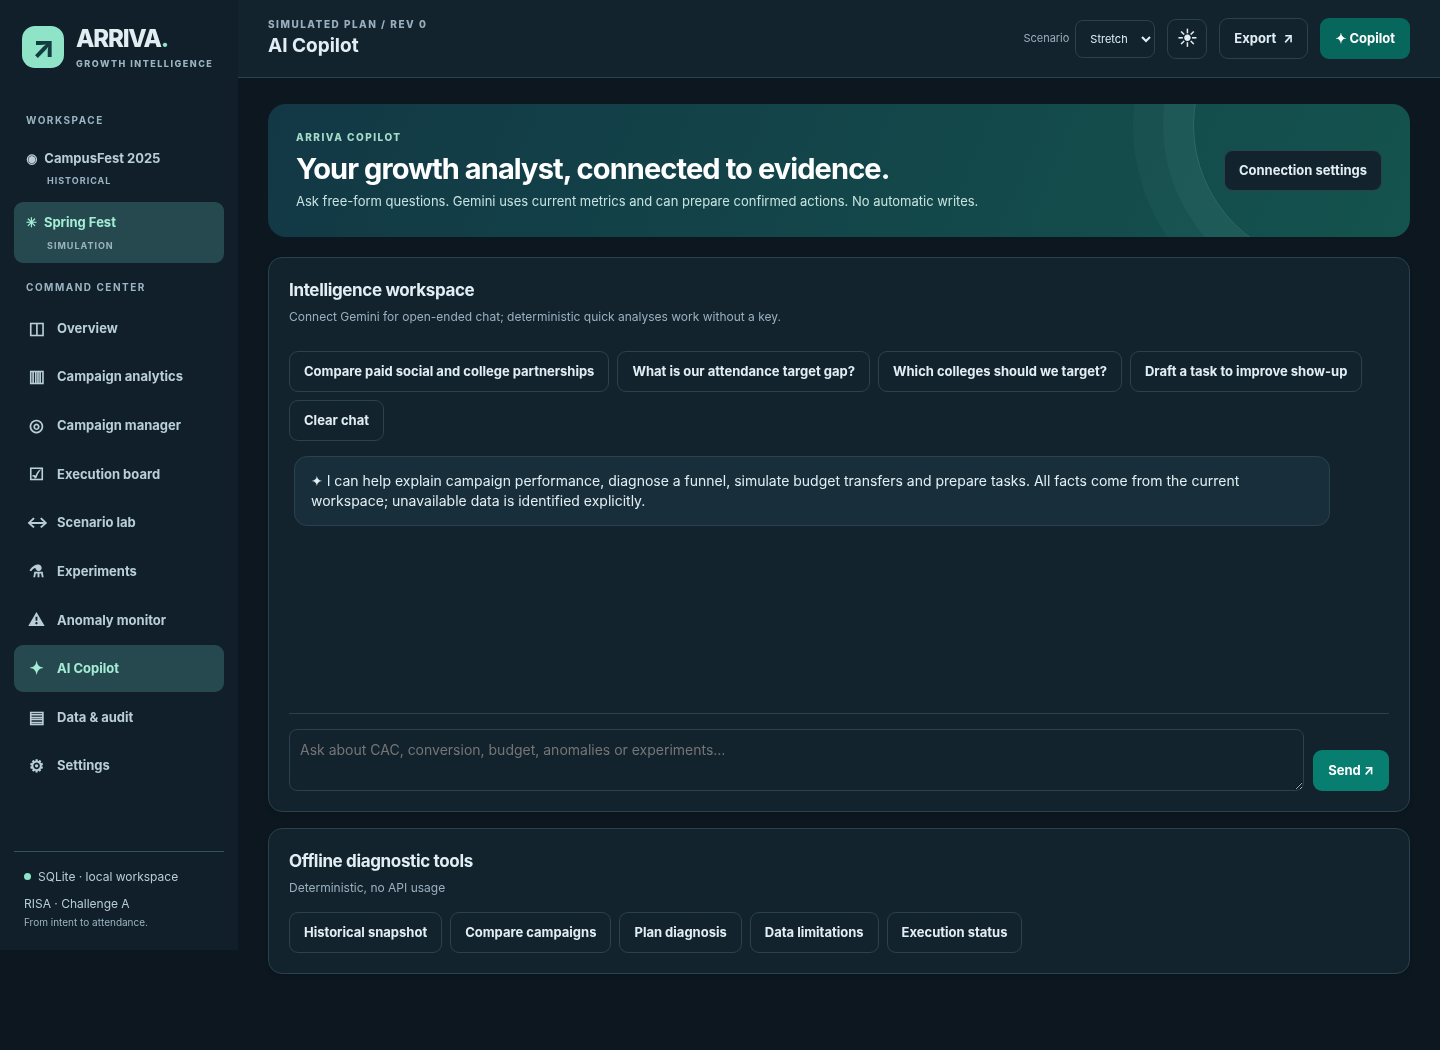 ARRIVA.
GROWTH INTELLIGENCE
WORKSPACE
CampusFest 2025
HISTORICAL
Spring Fest
SIMULATION
COMMAND CENTER
Overview
Campaign analytics
Campaign manager
Execution board
Scenario lab
Experiments
Anomaly monitor
AI Copilot
Data & audit
Settings
SQLite · local workspace
RISA · Challenge A
From intent to attendance.
SIMULATED PLAN / REV 0
AI Copilot
Scenario
Stretch
Export ↗
✦ Copilot
ARRIVA COPILOT
Your growth analyst, connected to evidence.
Ask free-form questions. Gemini uses current metrics and can prepare confirmed actions. No automatic writes.
Connection settings
Intelligence workspace
Connect Gemini for open-ended chat; deterministic quick analyses work without a key.
Compare paid social and college partnerships
What is our attendance target gap?
Which colleges should we target?
Draft a task to improve show-up
Clear chat
✦ I can help explain campaign performance, diagnose a funnel, simulate budget transfers and prepare tasks. All facts come from the current
workspace; unavailable data is identified explicitly.
Ask about CAC, conversion, budget, anomalies or experiments...
Send ↗
Offline diagnostic tools
Deterministic, no API usage
Historical snapshot
Compare campaigns
Plan diagnosis
Data limitations
Execution status